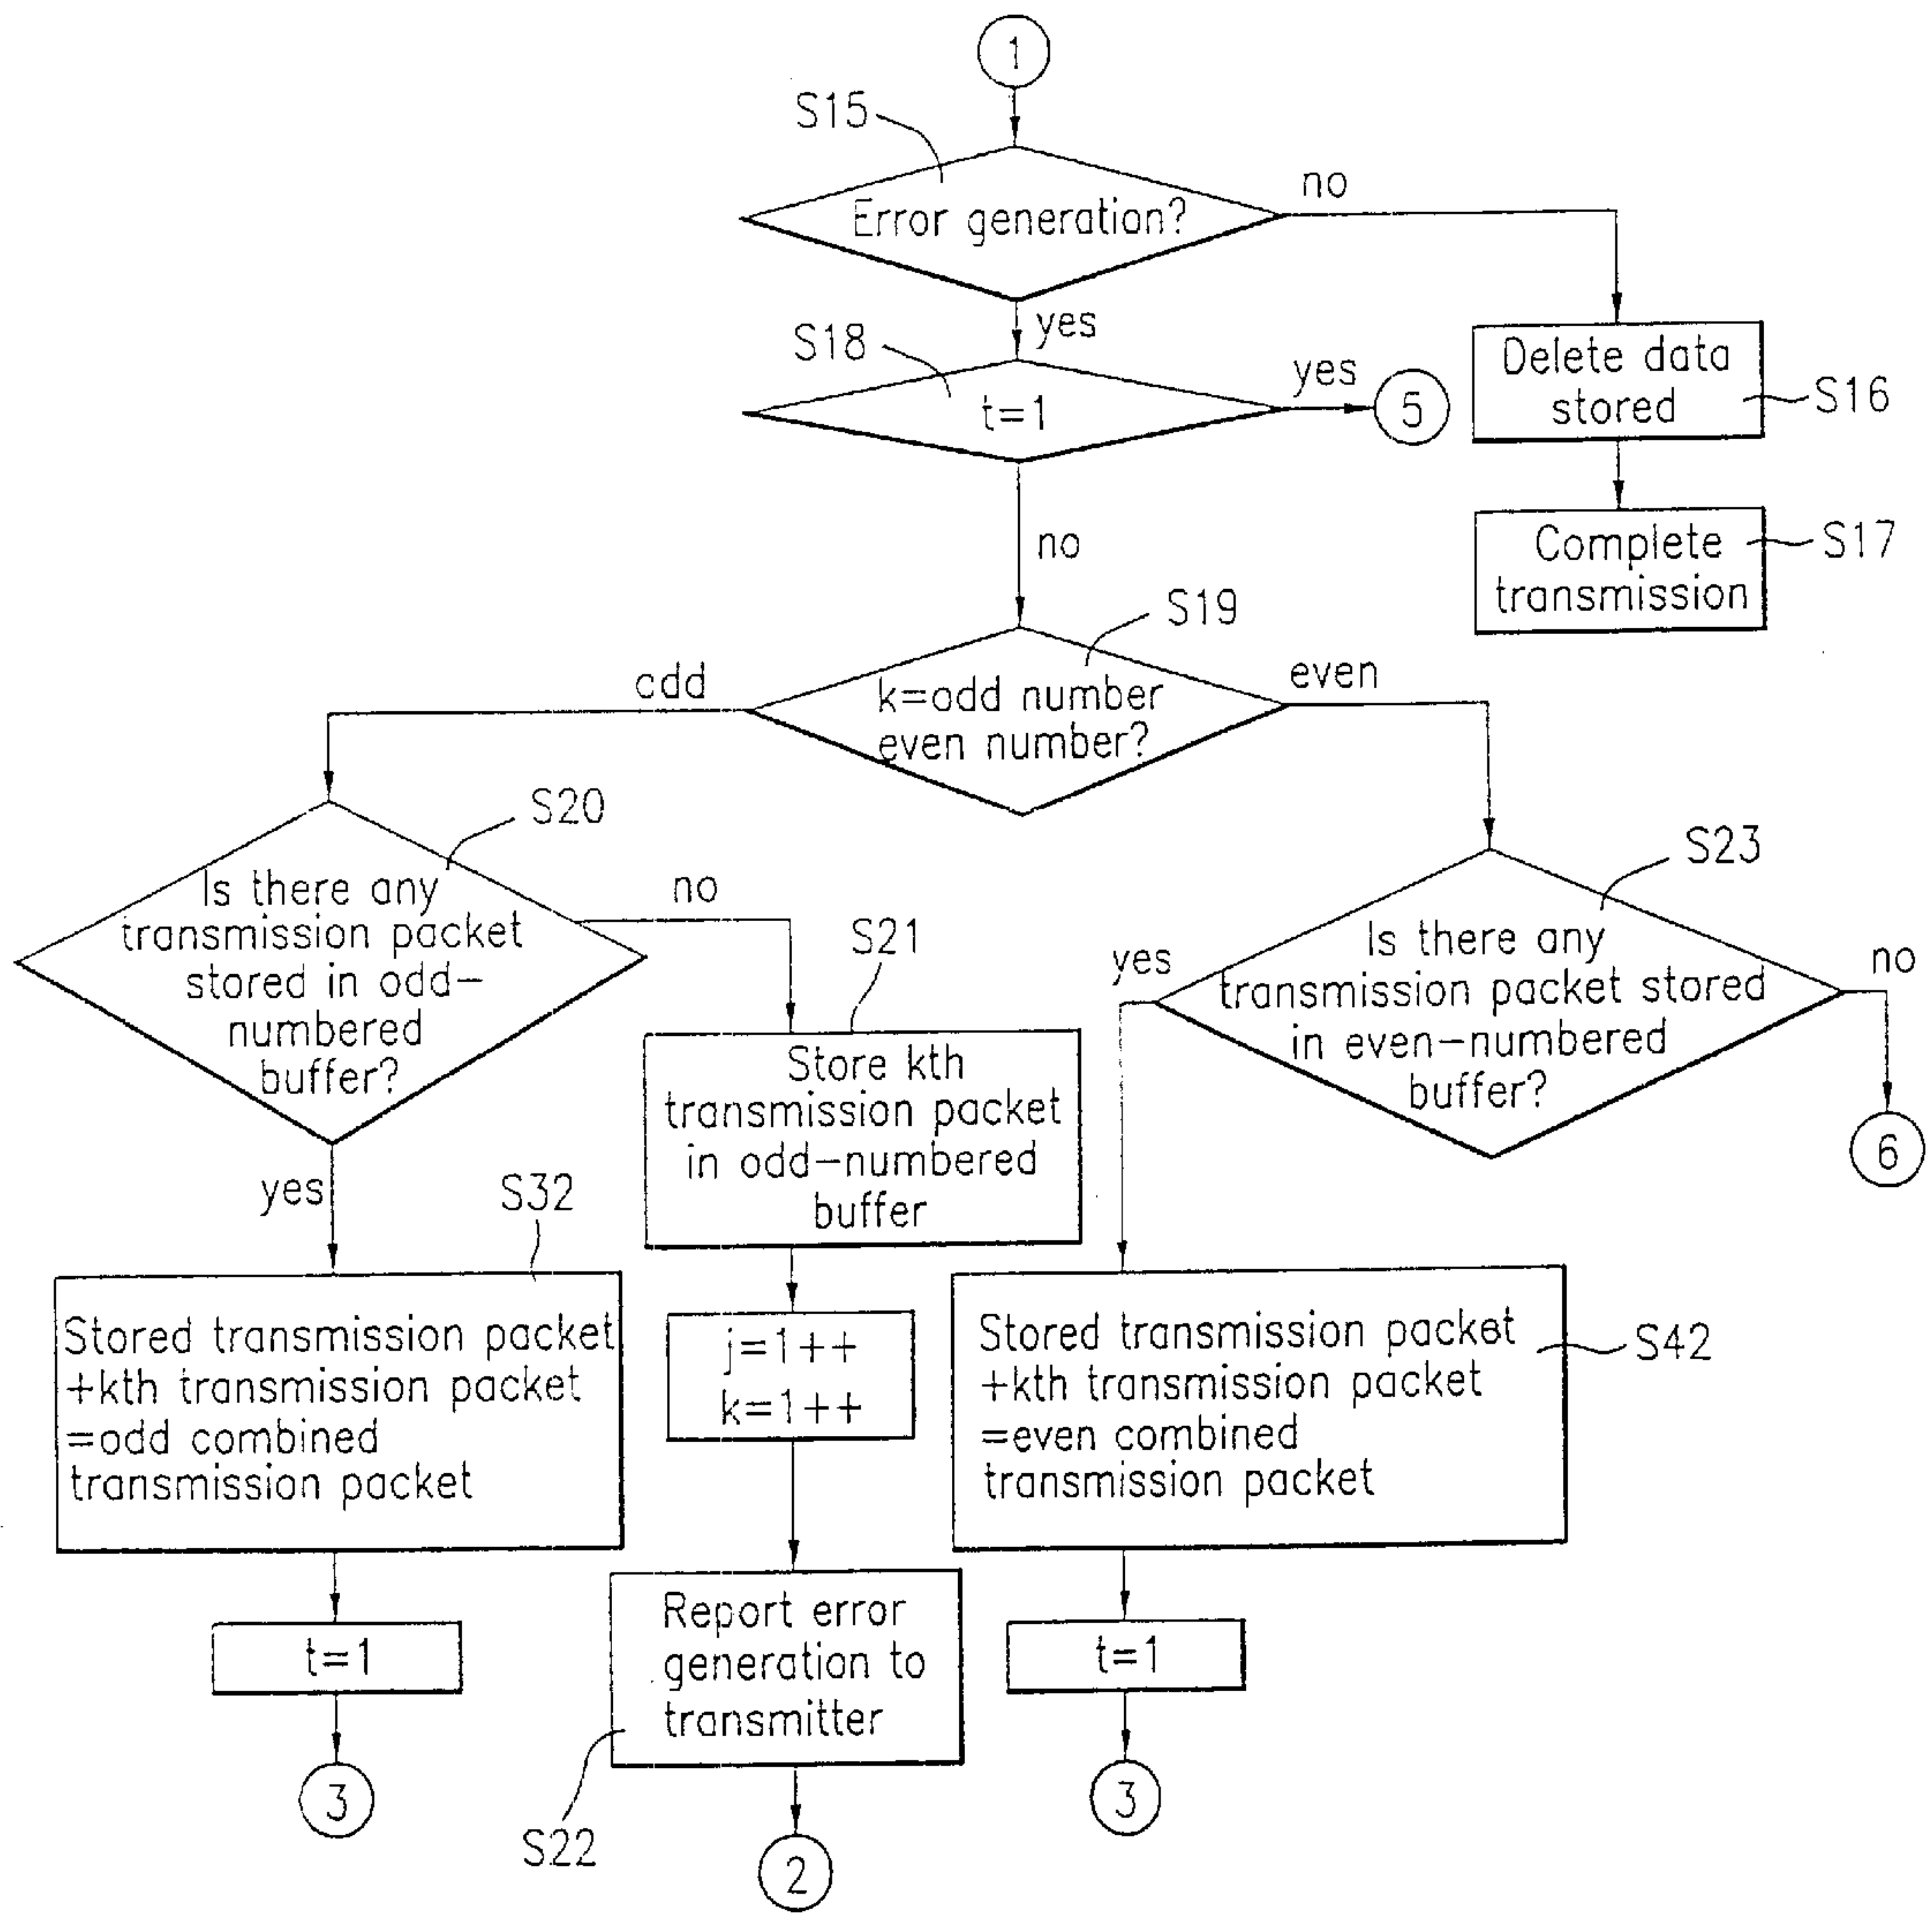 1
S15
Error generation?
no
yes
S18
t=1
yes
5
Delete data
stored
S16
no
Complete
transmission
S17
S19
k=odd number
even number?
odd
even
S20
Is there any
transmission packet
stored in odd-
numbered
buffer?
no
yes
S21
Store kth
transmission packet
in odd-numbered
buffer
S23
Is there any
transmission packet stored
in even-numbered
buffer?
yes
no
6
S32
Stored transmission packet
+kth transmission packet
=odd combined
transmission packet
j=1++
k=1++
Stored transmission packet
+kth transmission packet
=even combined
transmission packet
S42
t=1
3
Report error
generation to
transmitter
S22
2
t=1
3